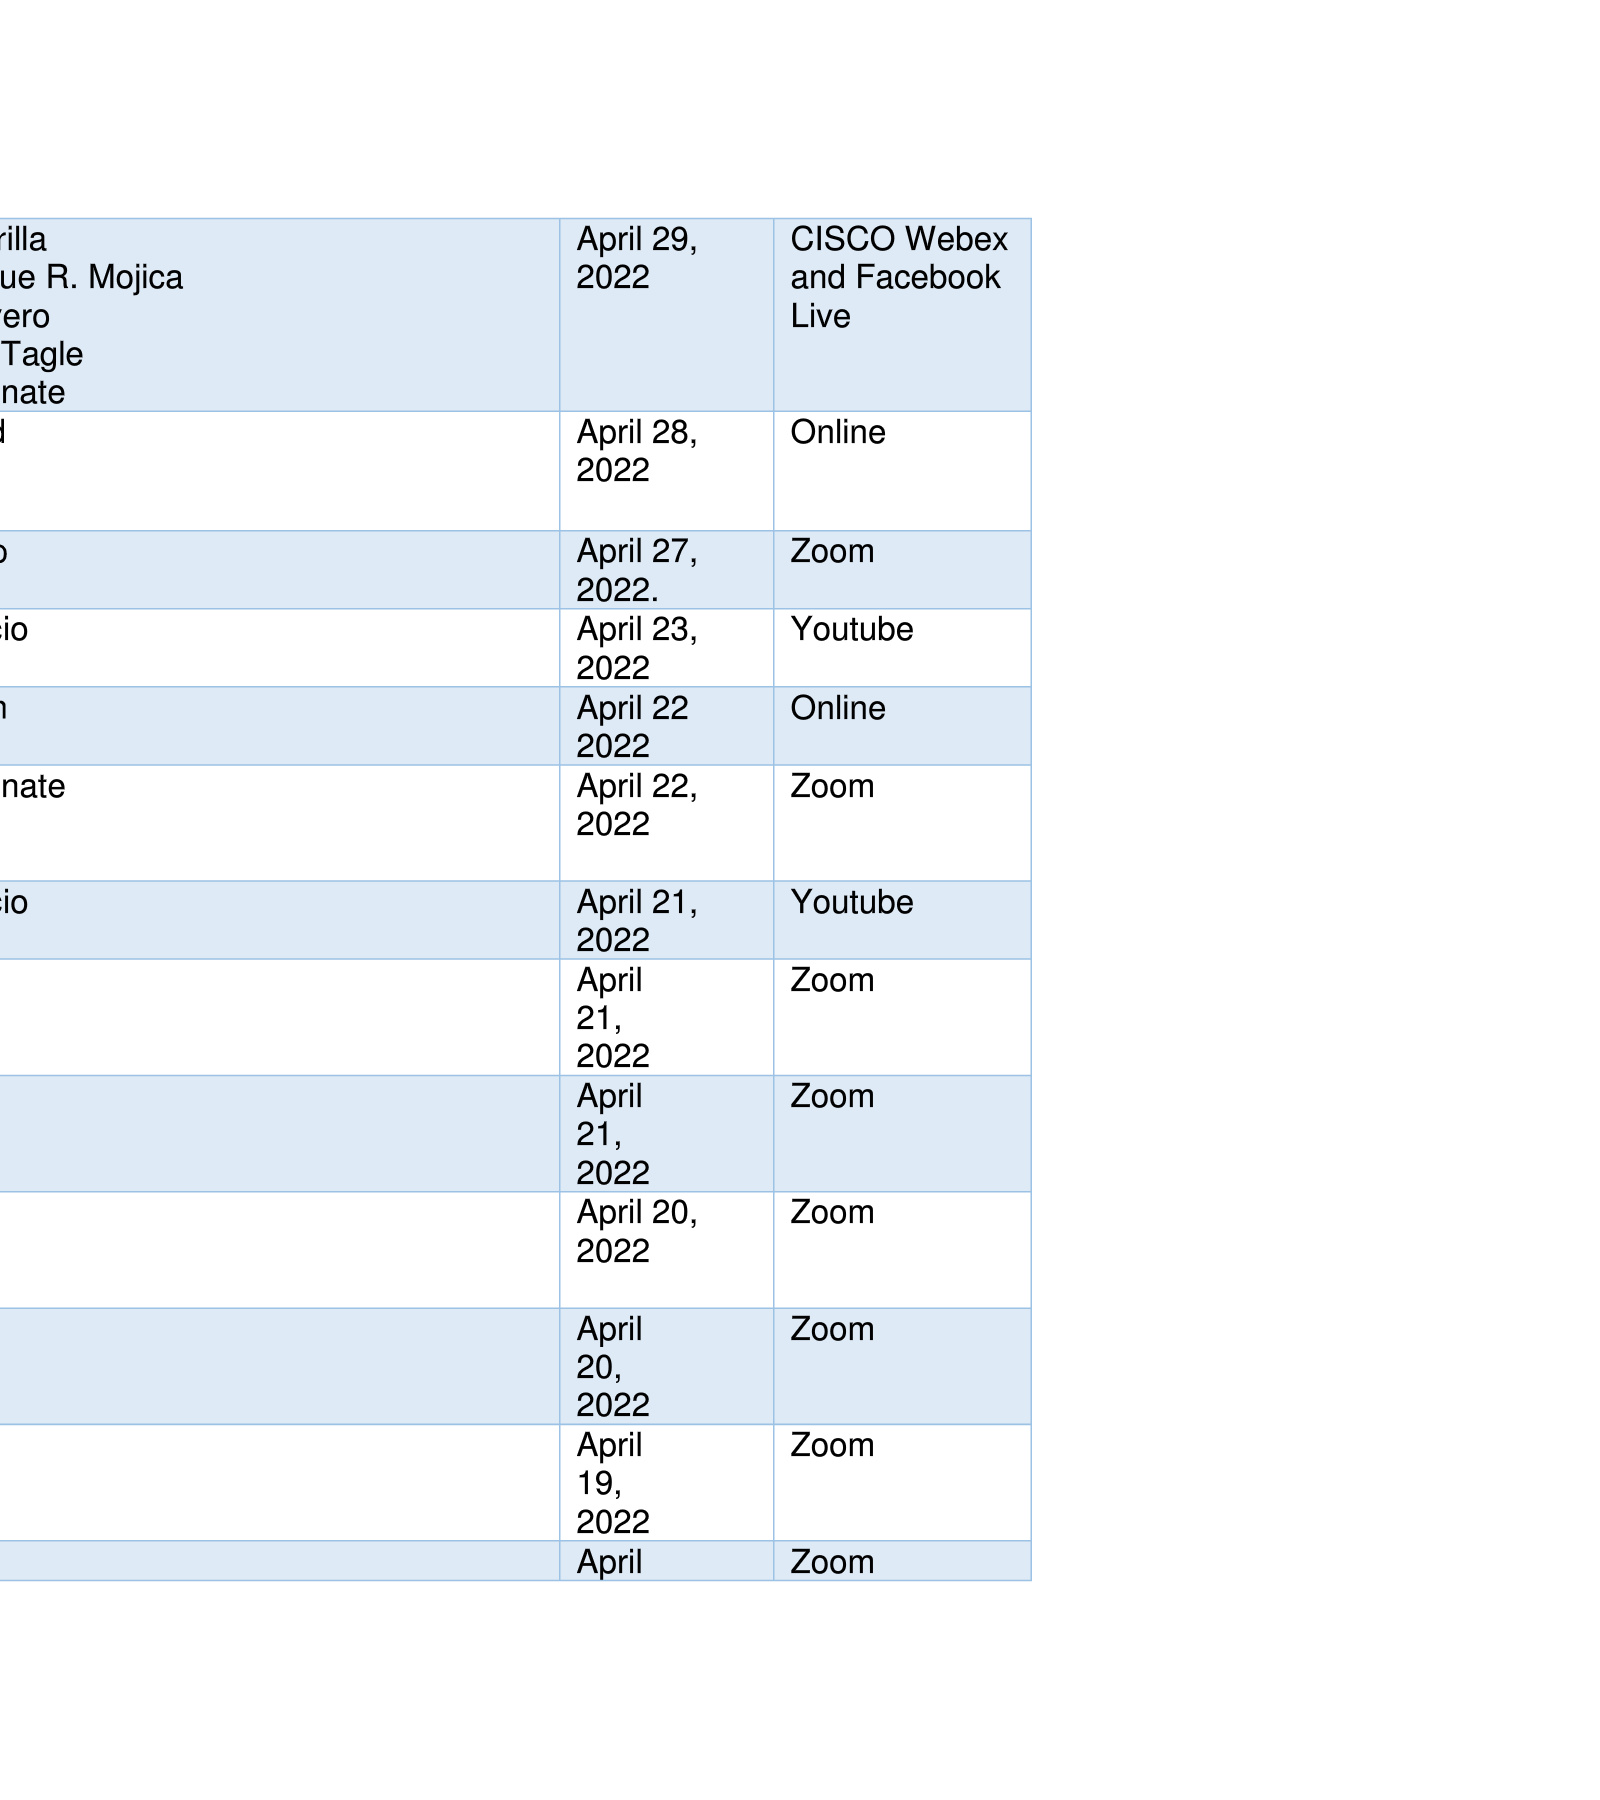 rilla
ue R. Mojica
vero
Tagle
nate
April 29,
2022
CISCO Webex
and Facebook
Live
d
April 28,
2022
Online
o
April 27,
2022.
Zoom
cio
April 23,
2022
Youtube
n
April 22
2022
Online
nate
April 22,
2022
Zoom
cio
April 21,
2022
Youtube
April
21,
2022
Zoom
April
21,
2022
Zoom
April 20,
2022
Zoom
April
20,
2022
Zoom
April
19,
2022
Zoom
April
Zoom